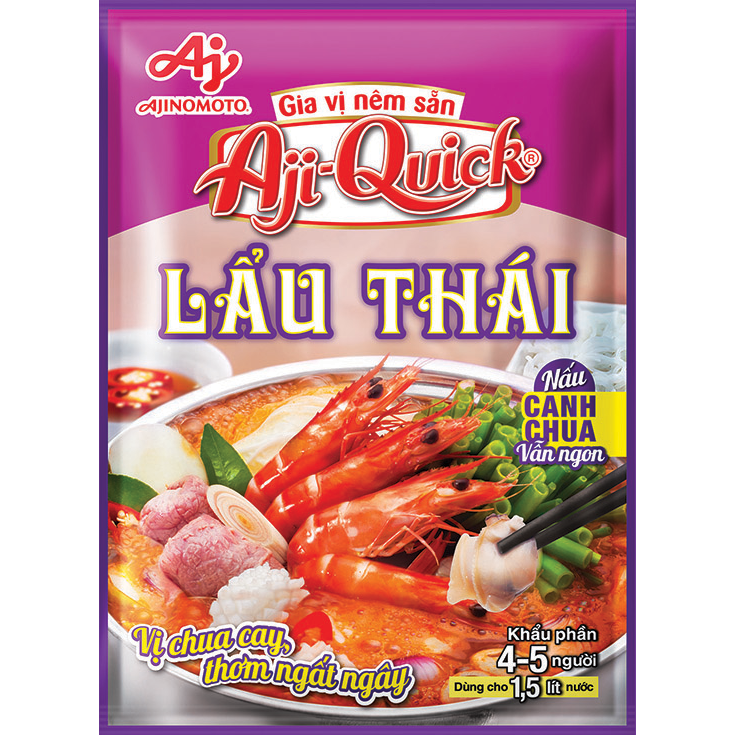 Aj
AJINOMOTO®
Gia vị nêm sẵn
Aji-Quick®
LẨU THÁI
Nấu
CANH
CHUA
Vẫn ngon
Vị chua cay,
thơm ngất ngây
Khẩu phần
4-5 người
Dùng cho 1,5 lít nước